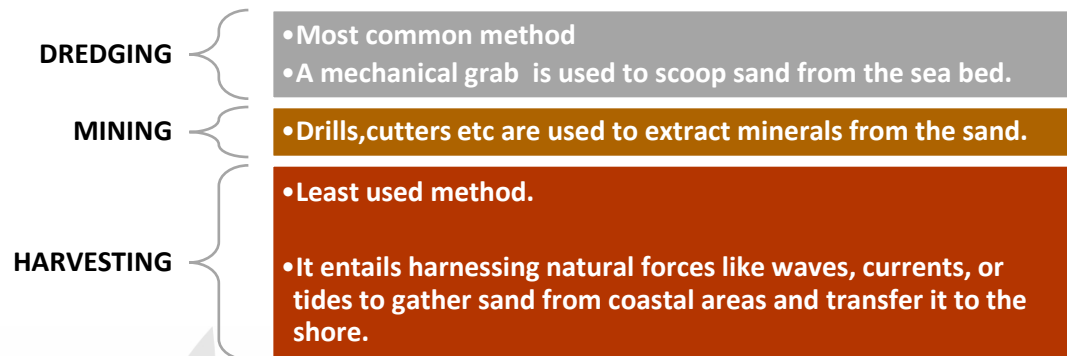 DREDGING
•Most common method
•A mechanical grab is used to scoop sand from the sea bed.
MINING
•Drills,cutters etc are used to extract minerals from the sand.
HARVESTING
•Least used method.
•It entails harnessing natural forces like waves, currents, or
tides to gather sand from coastal areas and transfer it to the
shore.